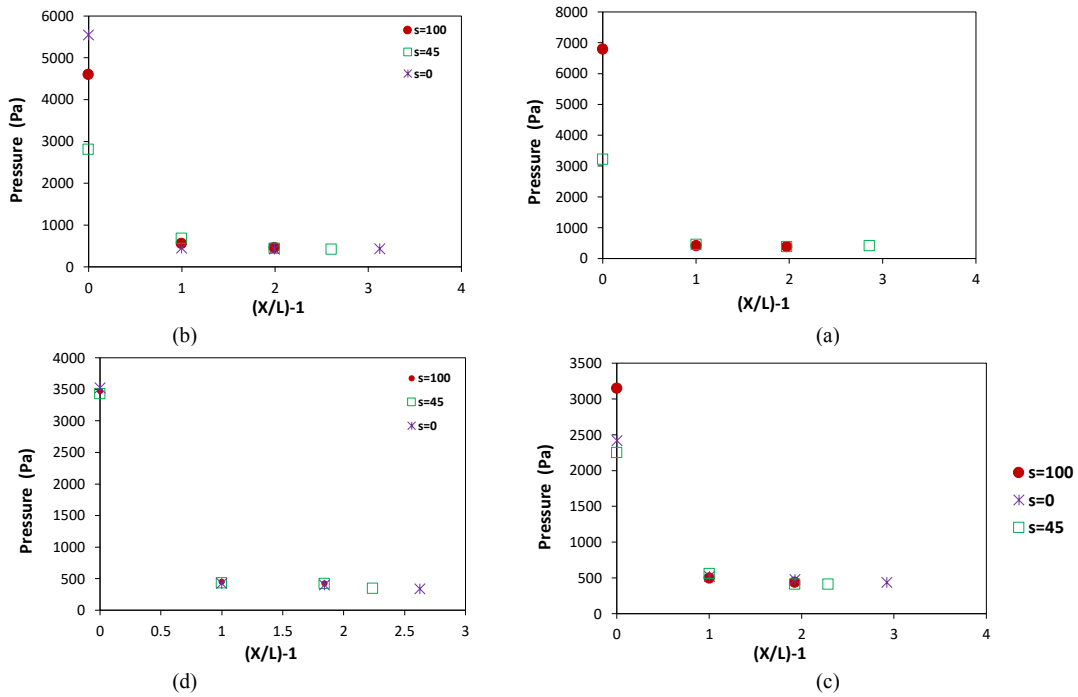 6000
5000
4000
3000
2000
1000
0
Pressure (Pa)
0 1 2 3 4
(X/L)-1
s=100
s=45
s=0
(b)
8000
7000
6000
5000
4000
3000
2000
1000
0
Pressure (Pa)
0 1 2 3 4
(X/L)-1
(a)
4000
3500
3000
2500
2000
1500
1000
500
0
Pressure (Pa)
0 0.5 1 1.5 2 2.5 3
(X/L)-1
s=100
s=45
s=0
(d)
3500
3000
2500
2000
1500
1000
500
0
Pressure (Pa)
0 1 2 3 4
(X/L)-1
s=100
s=0
s=45
(c)